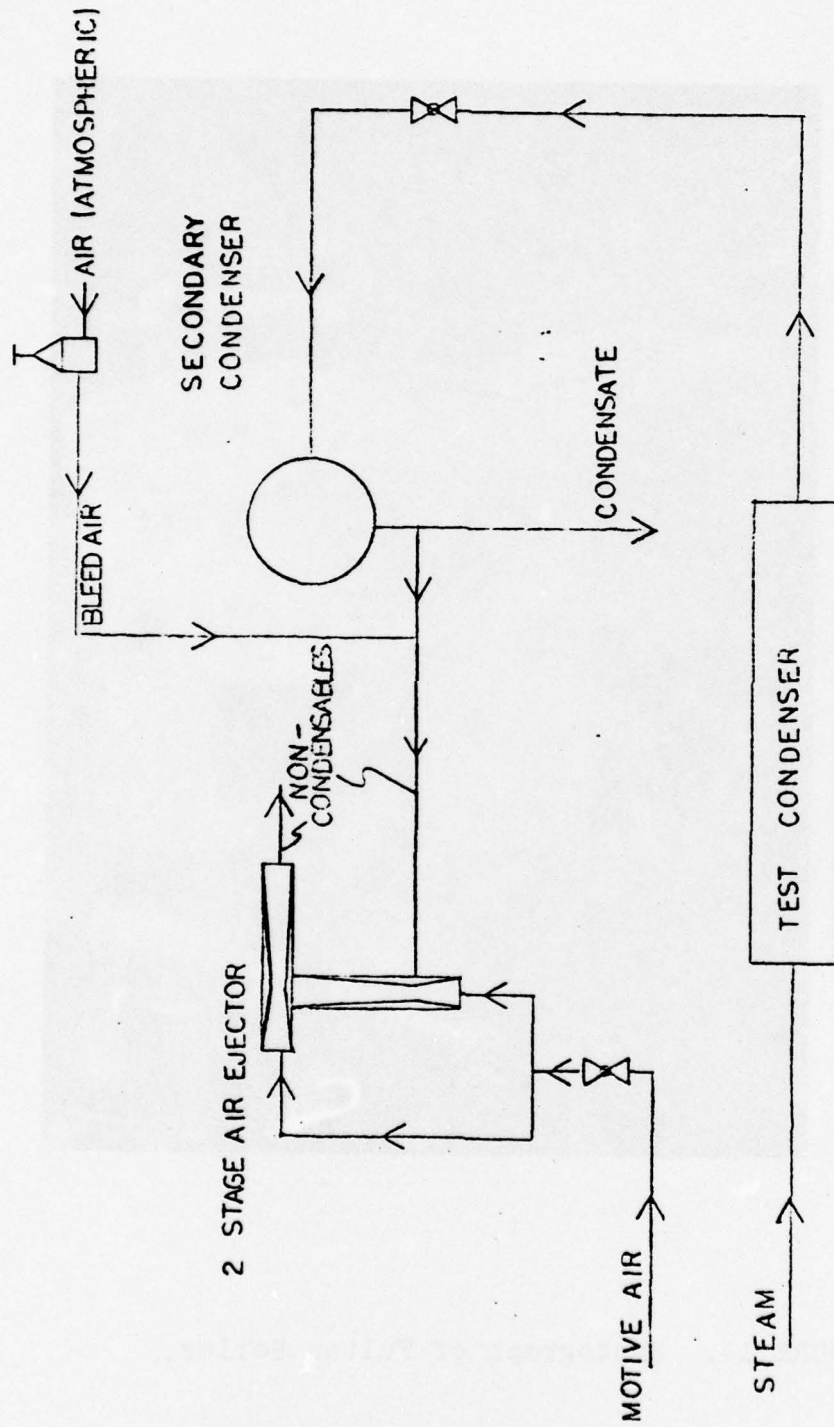 AIR (ATMOSPHERIC)
BLEED AIR
SECONDARY
CONDENSER
NON-
CONDENSABLES
2 STAGE AIR EJECTOR
CONDENSATE
MOTIVE AIR
TEST CONDENSER
STEAM